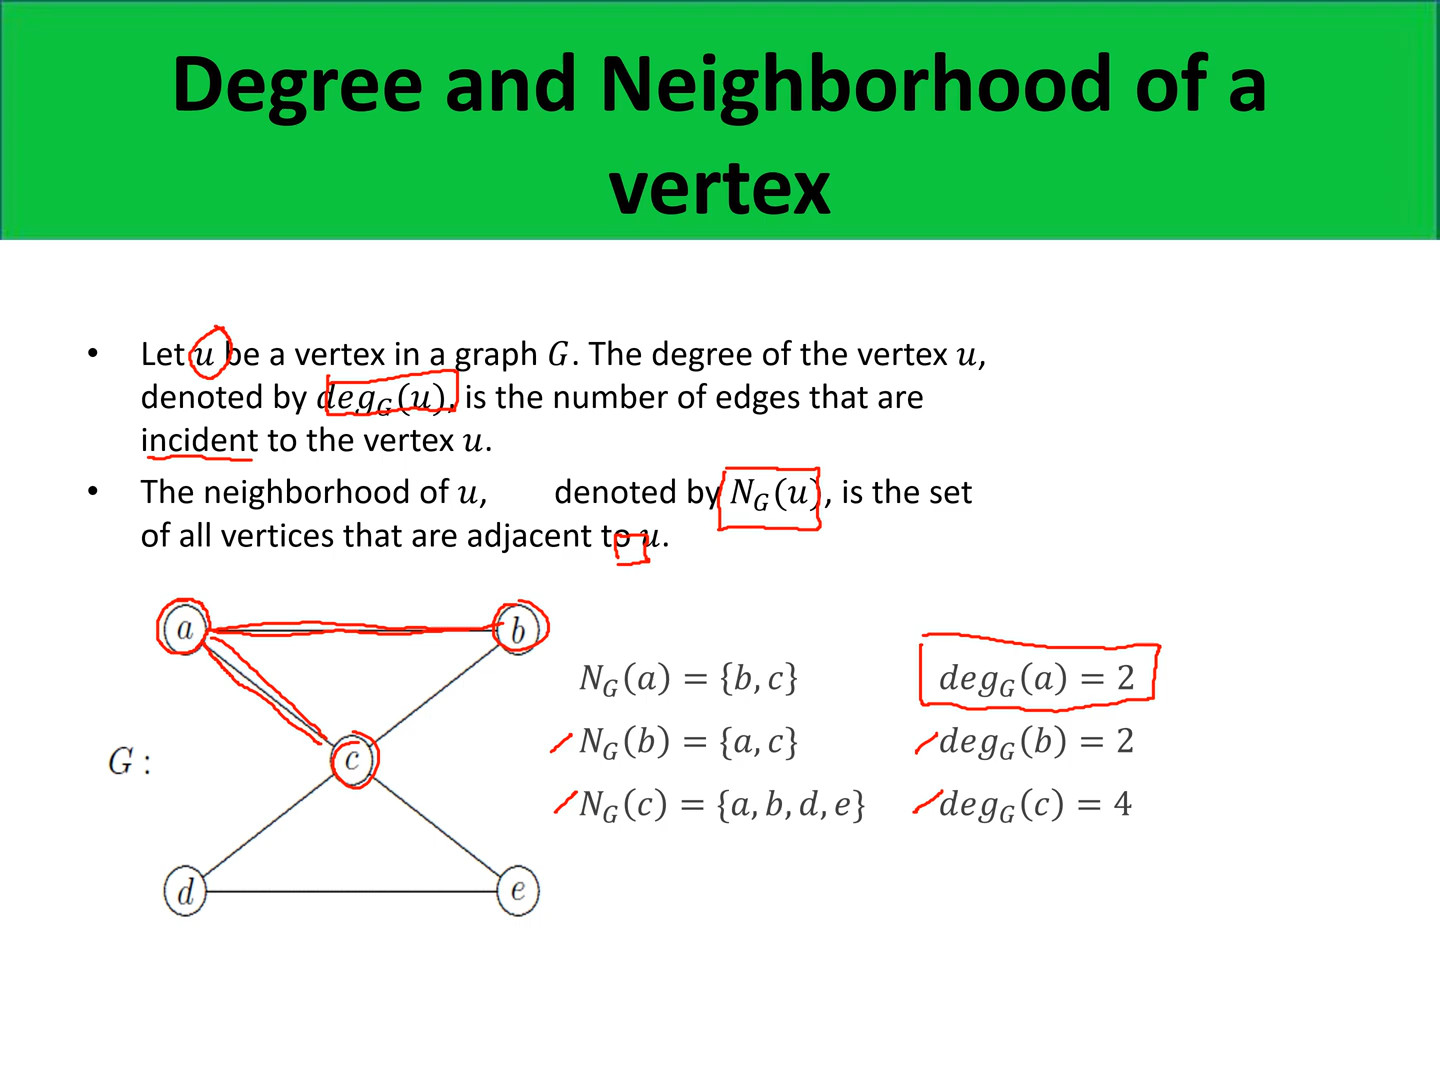 Degree and Neighborhood of a
vertex
• Let u be a vertex in a graph G. The degree of the vertex u,
denoted by deg_G(u), is the number of edges that are
incident to the vertex u.
• The neighborhood of u, denoted by N_G(u), is the set
of all vertices that are adjacent to u.
a b
N_G(a) = {b, c} deg_G(a) = 2
N_G(b) = {a, c} deg_G(b) = 2
G : c
N_G(c) = {a, b, d, e} deg_G(c) = 4
d e